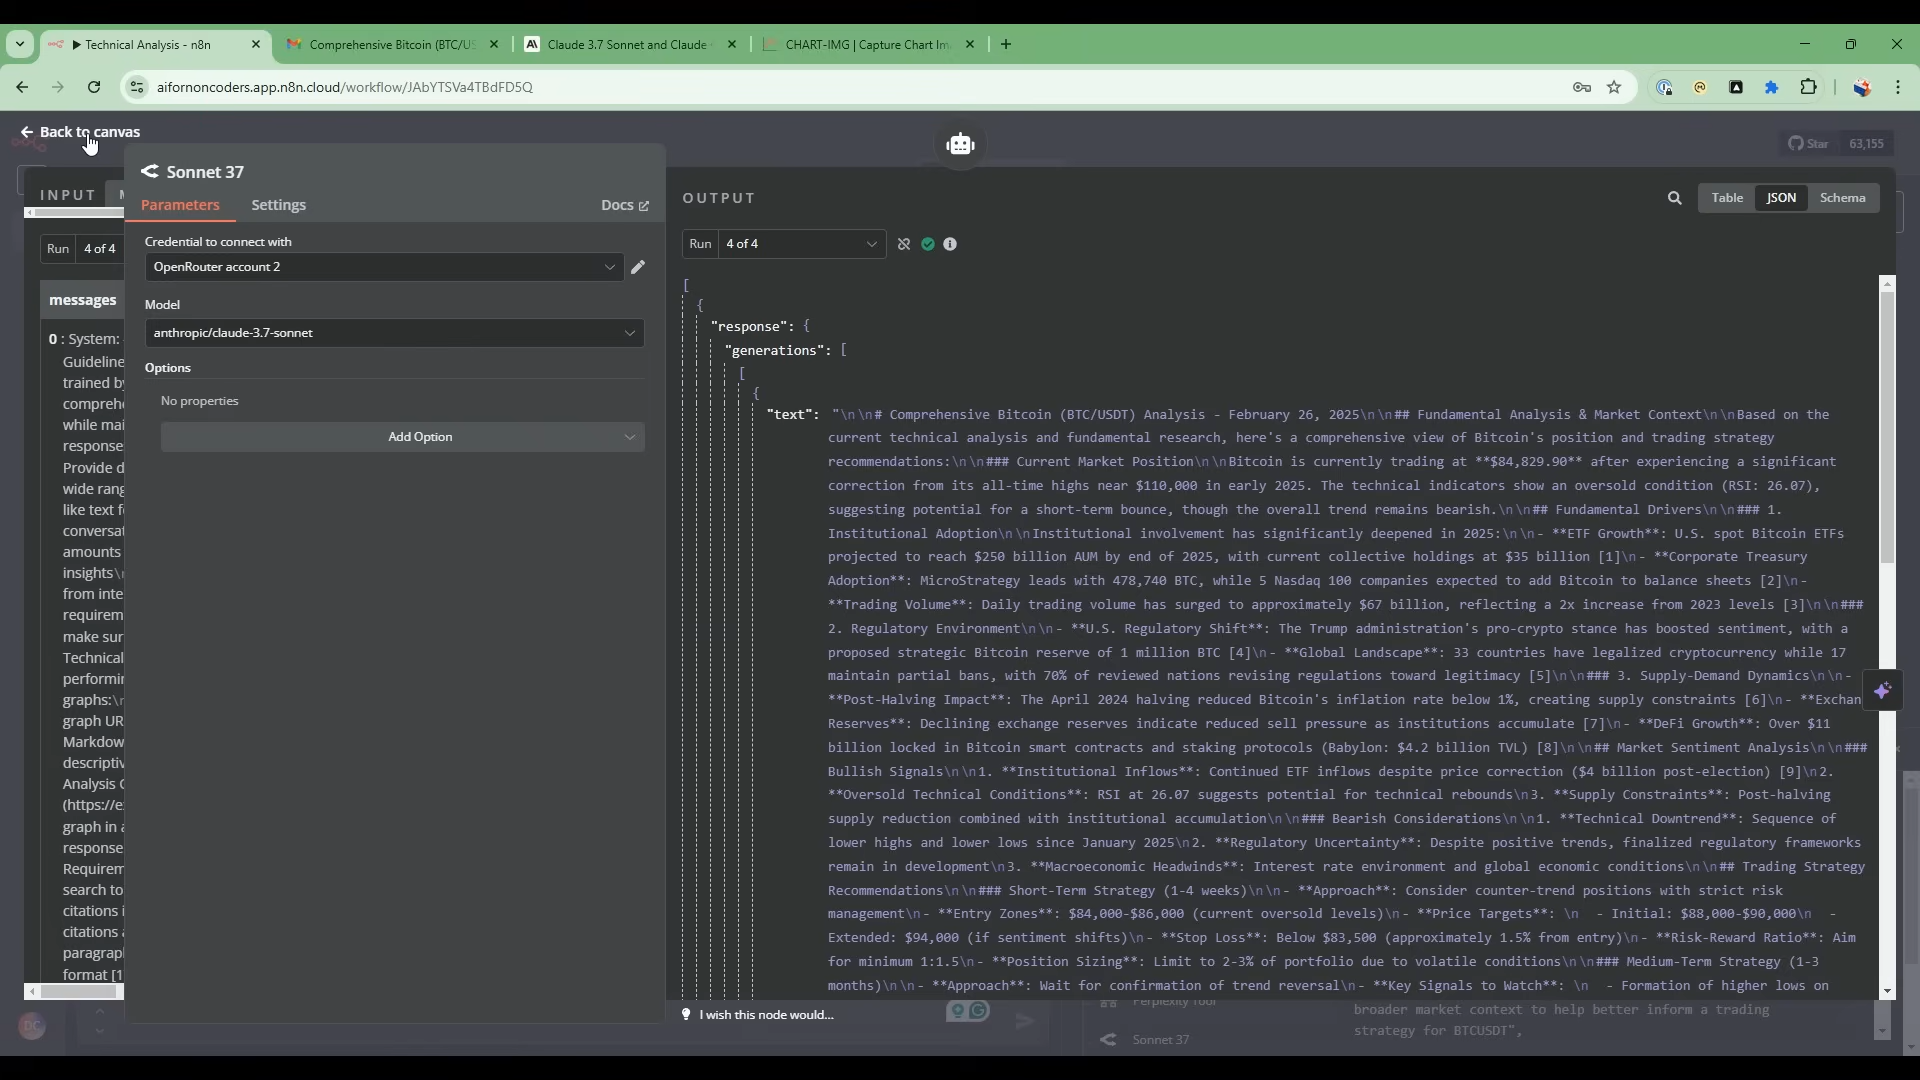 Technical Analysis - n8n
Comprehensive Bitcoin (BTC/US
Claude 3.7 Sonnet and Claude
CHART-IMG | Capture Chart Im
aifornoncoders.app.n8n.cloud/workflow/JAbYTSVa4TBdFD5Q
Back to canvas
Star 63,155
INPUT
Run 4 of 4
messages
0 : System:
Guideline
trained by
compreh
while mai
response
Provide d
wide rang
like text f
conversat
amounts
insights\
from inte
requirem
make sur
Technical
performin
graphs:\
graph UR
Markdow
descriptiv
Analysis C
(https://e
graph in a
response
Requirem
search to
citations i
citations a
paragrap
format [1
Sonnet 37
Parameters Settings Docs
Credential to connect with
OpenRouter account 2
Model
anthropic/claude-3.7-sonnet
Options
No properties
Add Option
OUTPUT
Table JSON Schema
Run 4 of 4
[
{
"response": {
"generations": [
[
{
"text": "\n\n# Comprehensive Bitcoin (BTC/USDT) Analysis - February 26, 2025\n\n## Fundamental Analysis & Market Context\n\nBased on the
current technical analysis and fundamental research, here's a comprehensive view of Bitcoin's position and trading strategy
recommendations:\n\n### Current Market Position\n\nBitcoin is currently trading at **$84,829.90** after experiencing a significant
correction from its all-time highs near $110,000 in early 2025. The technical indicators show an oversold condition (RSI: 26.07),
suggesting potential for a short-term bounce, though the overall trend remains bearish.\n\n## Fundamental Drivers\n\n### 1.
Institutional Adoption\n\nInstitutional involvement has significantly deepened in 2025:\n\n- **ETF Growth**: U.S. spot Bitcoin ETFs
projected to reach $250 billion AUM by end of 2025, with current collective holdings at $35 billion [1]\n- **Corporate Treasury
Adoption**: MicroStrategy leads with 478,740 BTC, while 5 Nasdaq 100 companies expected to add Bitcoin to balance sheets [2]\n-
**Trading Volume**: Daily trading volume has surged to approximately $67 billion, reflecting a 2x increase from 2023 levels [3]\n\n###
2. Regulatory Environment\n\n- **U.S. Regulatory Shift**: The Trump administration's pro-crypto stance has boosted sentiment, with a
proposed strategic Bitcoin reserve of 1 million BTC [4]\n- **Global Landscape**: 33 countries have legalized cryptocurrency while 17
maintain partial bans, with 70% of reviewed nations revising regulations toward legitimacy [5]\n\n### 3. Supply-Demand Dynamics\n\n-
**Post-Halving Impact**: The April 2024 halving reduced Bitcoin's inflation rate below 1%, creating supply constraints [6]\n- **Exchan
Reserves**: Declining exchange reserves indicate reduced sell pressure as institutions accumulate [7]\n- **DeFi Growth**: Over $11
billion locked in Bitcoin smart contracts and staking protocols (Babylon: $4.2 billion TVL) [8]\n\n## Market Sentiment Analysis\n\n###
Bullish Signals\n\n1. **Institutional Inflows**: Continued ETF inflows despite price correction ($4 billion post-election) [9]\n2.
**Oversold Technical Conditions**: RSI at 26.07 suggests potential for technical rebounds\n3. **Supply Constraints**: Post-halving
supply reduction combined with institutional accumulation\n\n### Bearish Considerations\n\n1. **Technical Downtrend**: Sequence of
lower highs and lower lows since January 2025\n2. **Regulatory Uncertainty**: Despite positive trends, finalized regulatory frameworks
remain in development\n3. **Macroeconomic Headwinds**: Interest rate environment and global economic conditions\n\n## Trading Strategy
Recommendations\n\n### Short-Term Strategy (1-4 weeks)\n\n- **Approach**: Consider counter-trend positions with strict risk
management\n- **Entry Zones**: $84,000-$86,000 (current oversold levels)\n- **Price Targets**: \n - Initial: $88,000-$90,000\n -
Extended: $94,000 (if sentiment shifts)\n- **Stop Loss**: Below $83,500 (approximately 1.5% from entry)\n- **Risk-Reward Ratio**: Aim
for minimum 1:1.5\n- **Position Sizing**: Limit to 2-3% of portfolio due to volatile conditions\n\n### Medium-Term Strategy (1-3
months)\n\n- **Approach**: Wait for confirmation of trend reversal\n- **Key Signals to Watch**: \n - Formation of higher lows on
I wish this node would...
Perplexity Tool
Sonnet 37
broader market context to help better inform a trading
strategy for BTCUSDT",
DC